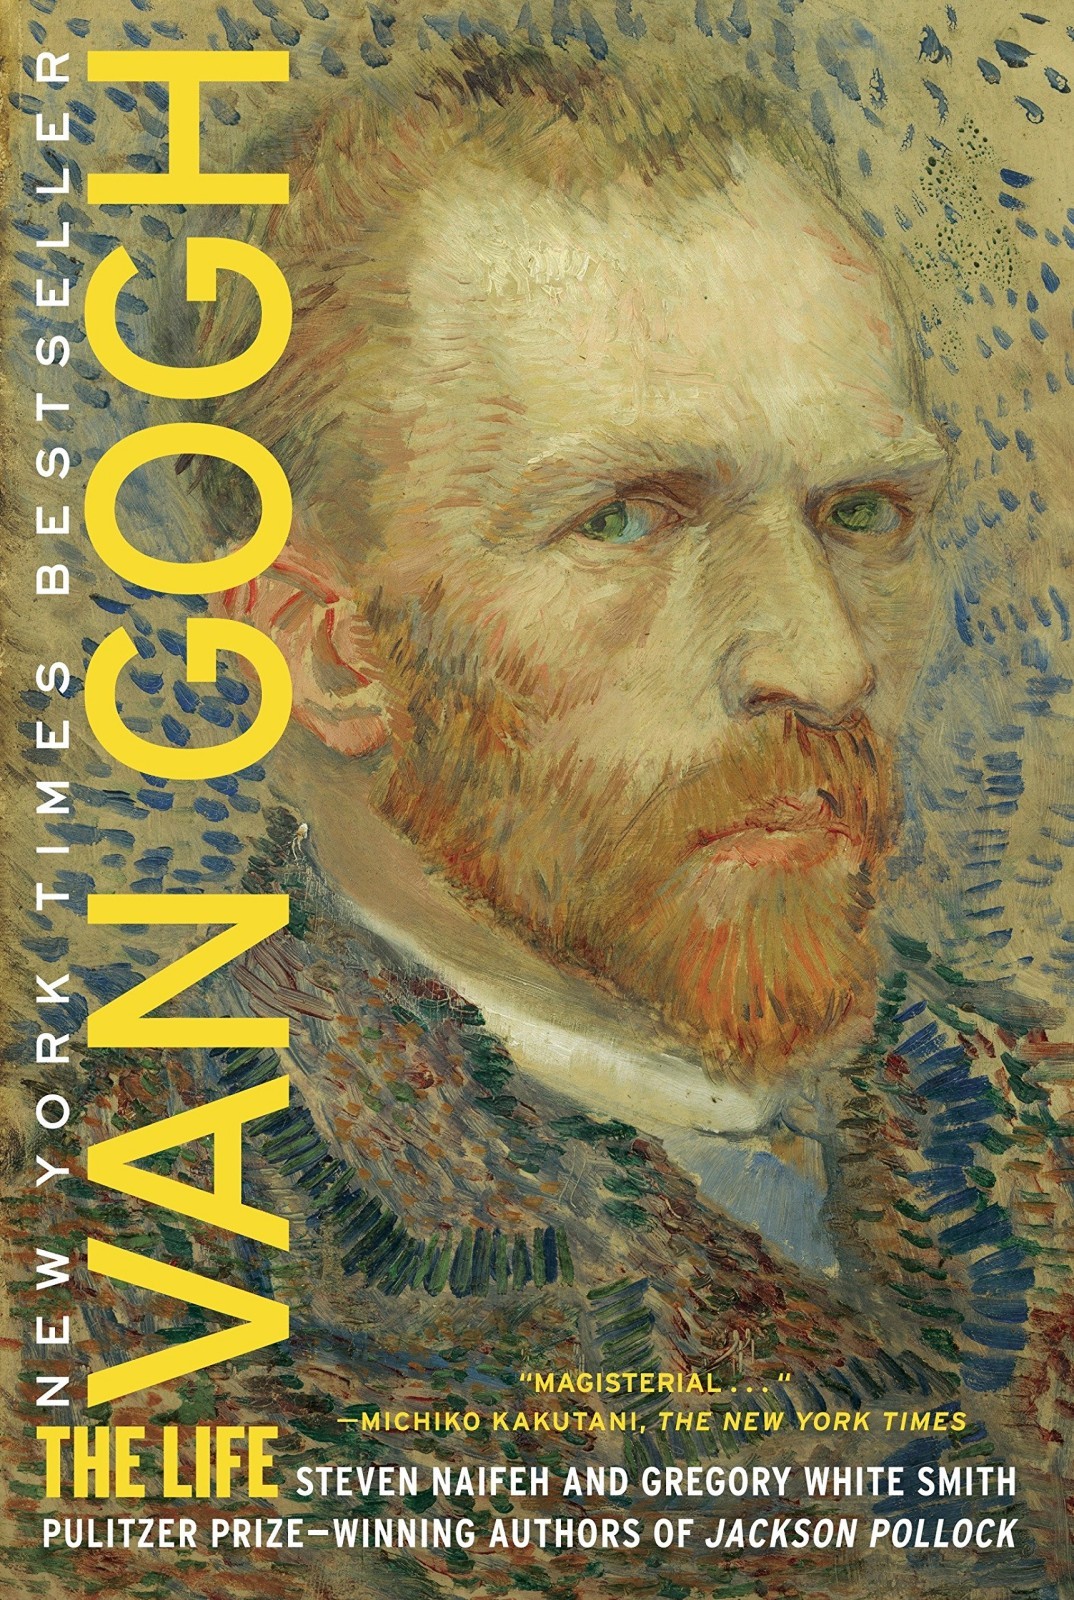 NEW YORK TIMES BESTSELLER
VAN GOGH
THE LIFE
“MAGISTERIAL . . . “
—MICHIKO KAKUTANI, THE NEW YORK TIMES
STEVEN NAIFEH AND GREGORY WHITE SMITH
PULITZER PRIZE–WINNING AUTHORS OF JACKSON POLLOCK